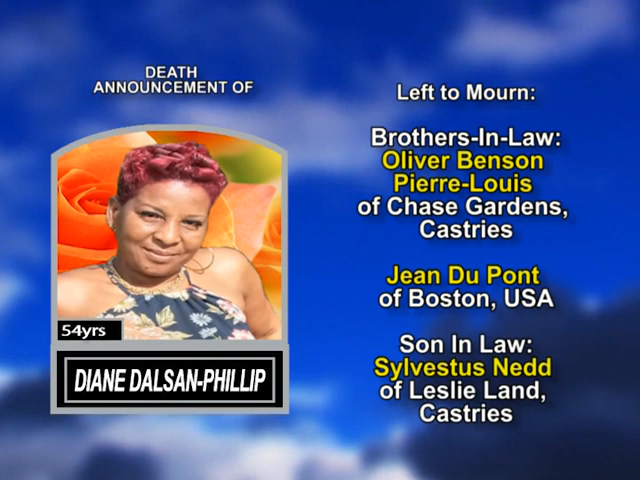 DEATH
ANNOUNCEMENT OF
54yrs
DIANE DALSAN-PHILLIP
Left to Mourn:
Brothers-In-Law:
Oliver Benson
Pierre-Louis
of Chase Gardens,
Castries
Jean Du Pont
of Boston, USA
Son In Law:
Sylvestus Nedd
of Leslie Land,
Castries